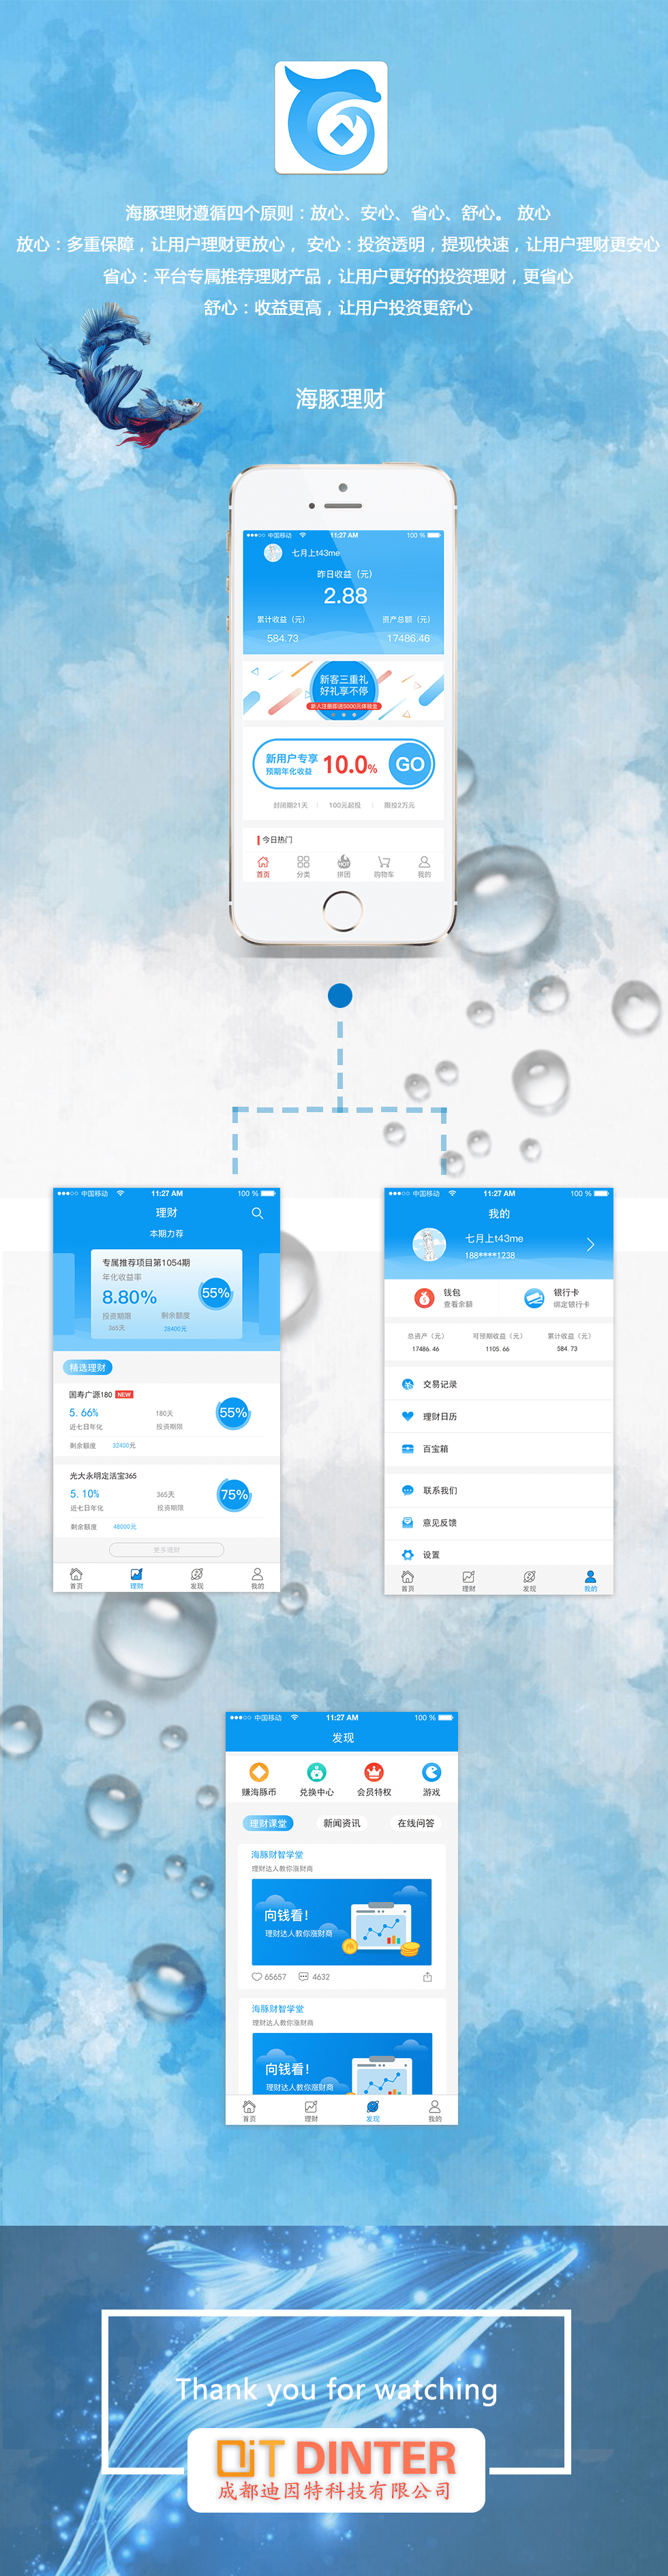 海豚理财遵循四个原则：放心、安心、省心、舒心。 放心
放心：多重保障，让用户理财更放心， 安心：投资透明，提现快速，让用户理财更安心
省心：平台专属推荐理财产品，让用户更好的投资理财，更省心
舒心：收益更高，让用户投资更舒心
海豚理财
中国移动 11:27 AM 100 %
七月上t43me
昨日收益（元）
2.88
累计收益（元） 资产总额（元）
584.73 17486.46
新客三重礼
好礼享不停
新人注册即送5000元体验金
新用户专享
预期年化收益
10.0%
GO
封闭期21天 100元起投 限投2万元
今日热门
HOT
首页 分类 拼团 购物车 我的
中国移动 11:27 AM 100 %
理财
本期力荐
专属推荐项目第1054期
年化收益率
8.80%
55%
投资期限 剩余额度
365天 28400元
精选理财
国寿广源180 NEW
5.66% 180天 55%
近七日年化 投资期限
剩余额度 32400元
光大永明定活宝365
5.10% 365天 75%
近七日年化 投资期限
剩余额度 48000元
更多理财
首页 理财 发现 我的
中国移动 11:27 AM 100 %
我的
七月上t43me
188****1238
钱包 银行卡
查看余额 绑定银行卡
总资产（元） 可预期收益（元） 累计收益（元）
17486.46 1105.66 584.73
交易记录
理财日历
百宝箱
联系我们
意见反馈
设置
首页 理财 发现 我的
中国移动 11:27 AM 100 %
发现
赚海豚币 兑换中心 会员特权 游戏
理财课堂 新闻资讯 在线问答
海豚财智学堂
理财达人教你涨财商
向钱看!
理财达人教你涨财商
65657 4632
海豚财智学堂
理财达人教你涨财商
向钱看!
理财达人教你涨财商
首页 理财 发现 我的
Thank you for watching
DiT DINTER
成都迪因特科技有限公司